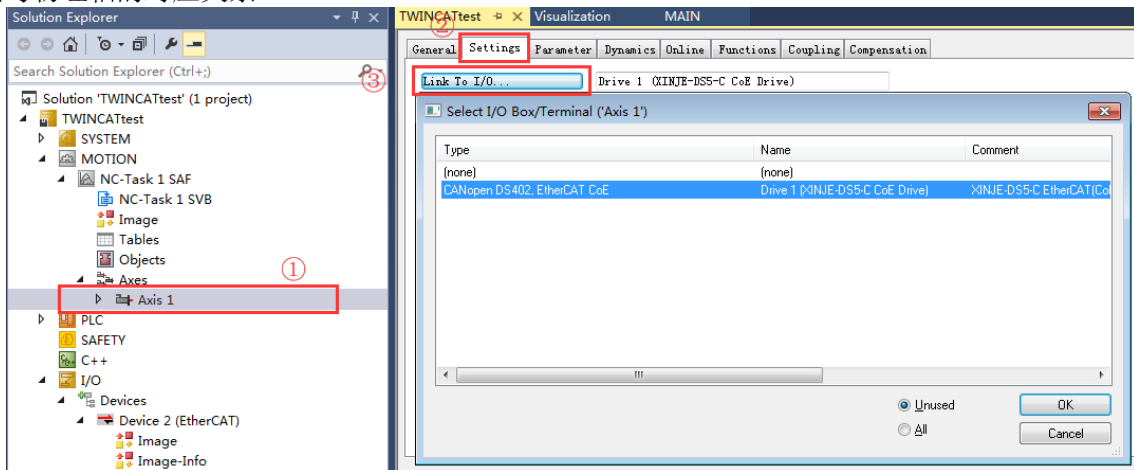 Solution Explorer
Search Solution Explorer (Ctrl+;)
③
Solution 'TWINCATtest' (1 project)
TWINCATtest
SYSTEM
MOTION
NC-Task 1 SAF
NC-Task 1 SVB
Image
Tables
Objects
Axes
①
Axis 1
PLC
SAFETY
C++
I/O
Devices
Device 2 (EtherCAT)
Image
Image-Info
TWINCATtest Visualization MAIN
②
General Settings Parameter Dynamics Online Functions Coupling Compensation
Link To I/O... Drive 1 (XINJE-DS5-C CoE Drive)
Select I/O Box/Terminal ('Axis 1')
Type Name Comment
(none) (none)
CANopen DS402, EtherCAT CoE Drive 1 (XINJE-DS5-C CoE Drive) XINJE-DS5-C EtherCAT(CoE
Unused OK
All Cancel